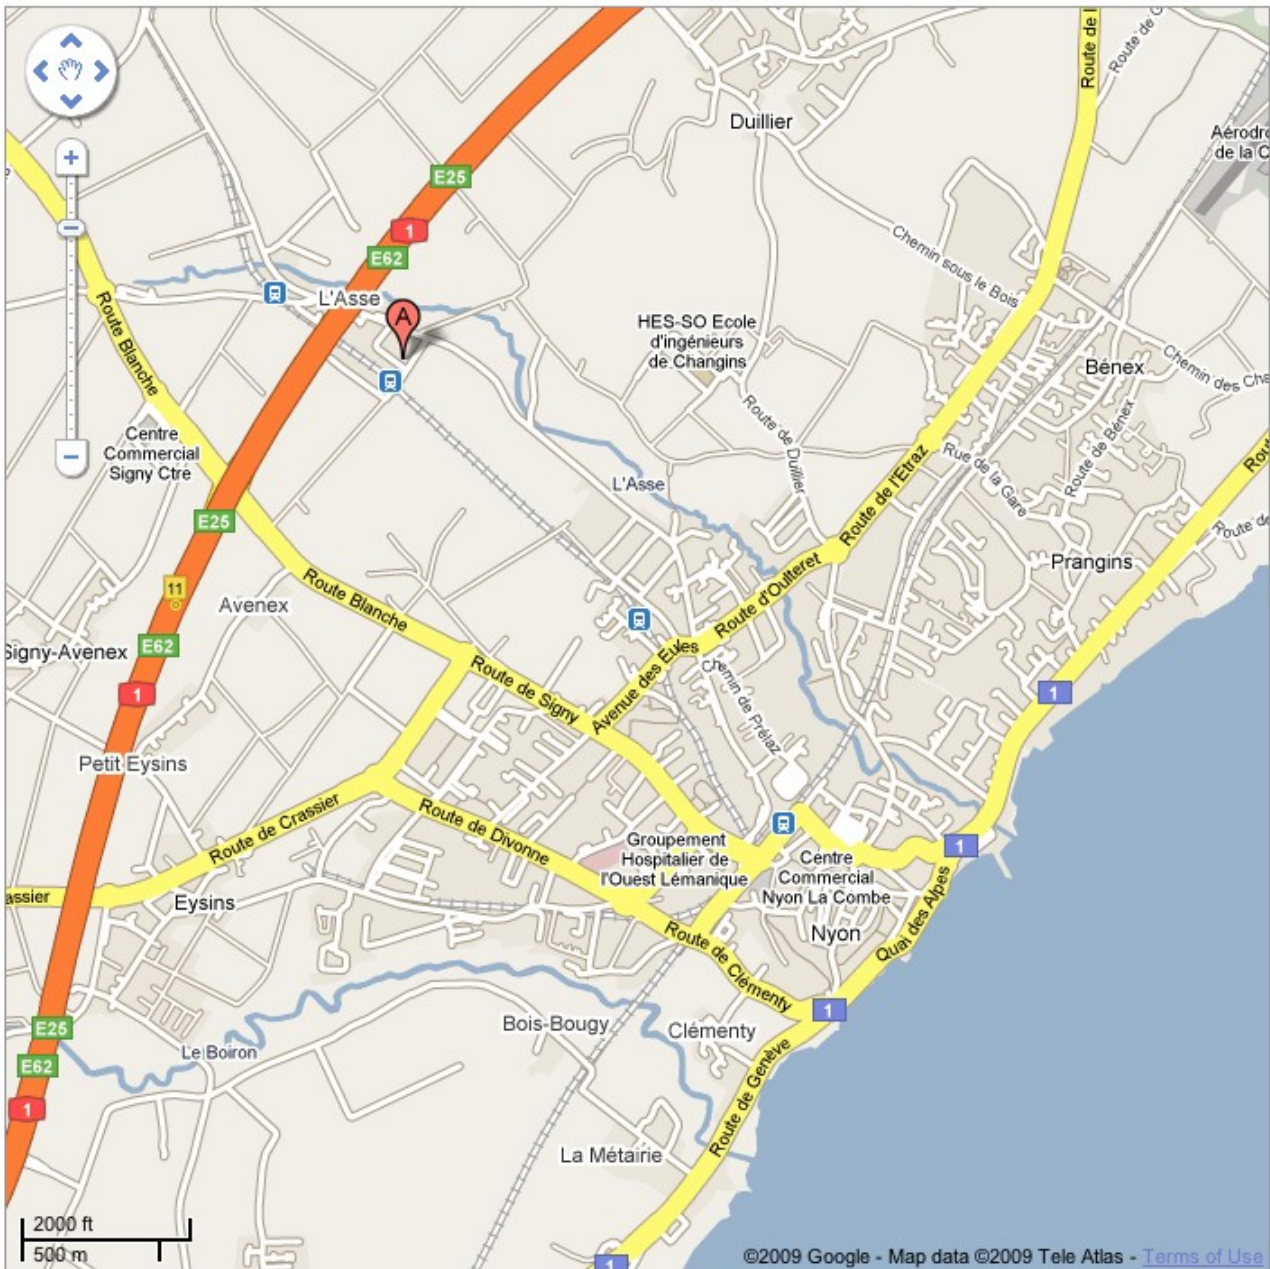 Route de l
Route de G
Duillier
Aérodro
de la C
E25
1
E62
L'Asse
A
Chemin sous le Bois
Route Blanche
HES-SO Ecole
d'ingénieurs
de Changins
Bénex
Chemin des Cha
Route de Duillier
Route de Bénex
Centre
Commercial
Signy Ctre
Rue de la Gare
Rout
L'Asse
Route de l'Etraz
E25
Route de
Route d'Oulteret
Prangins
11
Route Blanche
Avenex
E62
Signy-Avenex
Avenue des Eules
Chemin de Prélaz
Route de Signy
1
1
Petit Eysins
Route de Crassier
Route de Divonne
Groupement
Hospitalier de
l'Ouest Lémanique
Centre
Commercial
Nyon La Combe
1
assier
Eysins
Nyon
Quai des Alpes
Route de Clémenty
1
Bois-Bougy
Clémenty
E25
Le Boiron
E62
Route de Genève
1
La Métairie
2000 ft
500 m
1
©2009 Google - Map data ©2009 Tele Atlas - Terms of Use